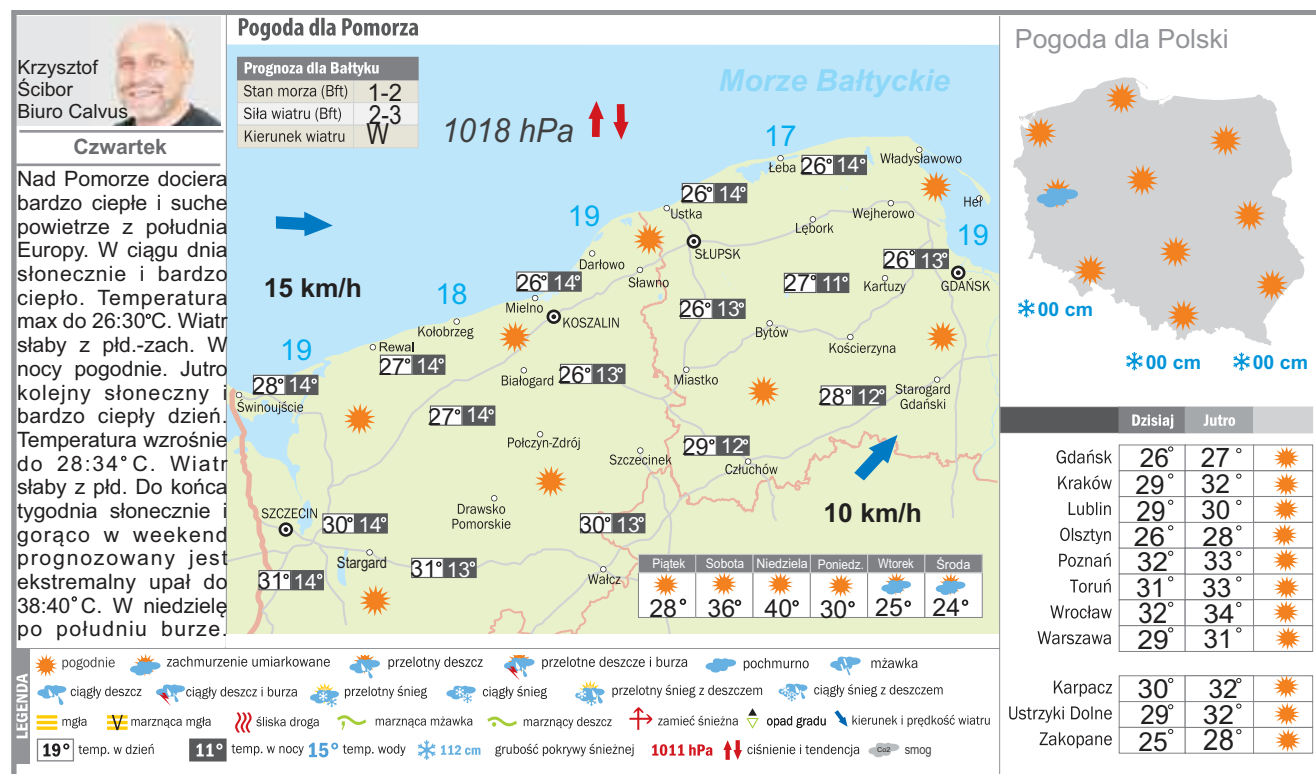 Krzysztof
Ścibor
Biuro Calvus
Czwartek
Nad Pomorze dociera
bardzo ciepłe i suche
powietrze z południa
Europy. W ciągu dnia
słonecznie i bardzo
ciepło. Temperatura
max do 26:30°C. Wiatr
słaby z płd.-zach. W
nocy pogodnie. Jutro
kolejny słoneczny i
bardzo ciepły dzień.
Temperatura wzrośnie
do 28:34°C. Wiatr
słaby z płd. Do końca
tygodnia słonecznie i
gorąco w weekend
prognozowany jest
ekstremalny upał do
38:40°C. W niedzielę
po południu burze.
Pogoda dla Pomorza
Prognoza dla Bałtyku
Stan morza (Bft) 1-2
Siła wiatru (Bft) 2-3
Kierunek wiatru W
1018 hPa
Morze Bałtyckie
17
Łeba
26° 14°
Władysławowo
Hel
26° 14°
Ustka
Wejherowo
Lębork
19
19
SŁUPSK
26° 13°
GDAŃSK
Darłowo
Sławno
26° 14°
27° 11°
Kartuzy
15 km/h
18
Mielno
KOSZALIN
26° 13°
Kołobrzeg
Bytów
Kościerzyna
19
Rewal
27° 14°
Białogard
26° 13°
Miastko
28° 14°
Świnoujście
28° 12°
Starogard
Gdański
27° 14°
Połczyn-Zdrój
Szczecinek
29° 12°
Człuchów
Drawsko
Pomorskie
10 km/h
SZCZECIN
30° 14°
30° 13°
Stargard
31° 13°
31° 14°
Wałcz
Piątek Sobota Niedziela Poniedz. Wtorek Środa
28° 36° 40° 30° 25° 24°
Pogoda dla Polski
00 cm
00 cm 00 cm
Dzisiaj Jutro
Gdańsk 26° 27°
Kraków 29° 32°
Lublin 29° 30°
Olsztyn 26° 28°
Poznań 32° 33°
Toruń 31° 33°
Wrocław 32° 34°
Warszawa 29° 31°
Karpacz 30° 32°
Ustrzyki Dolne 29° 32°
Zakopane 25° 28°
LEGENDA
pogodnie zachmurzenie umiarkowane przelotny deszcz przelotne deszcze i burza pochmurno mżawka
ciągły deszcz ciągły deszcz i burza przelotny śnieg ciągły śnieg przelotny śnieg z deszczem ciągły śnieg z deszczem
mgła marznąca mgła śliska droga marznąca mżawka marznący deszcz zamieć śnieżna opad gradu kierunek i prędkość wiatru
19° temp. w dzień 11° temp. w nocy 15° temp. wody 112 cm grubość pokrywy śnieżnej 1011 hPa ciśnienie i tendencja Co2 smog